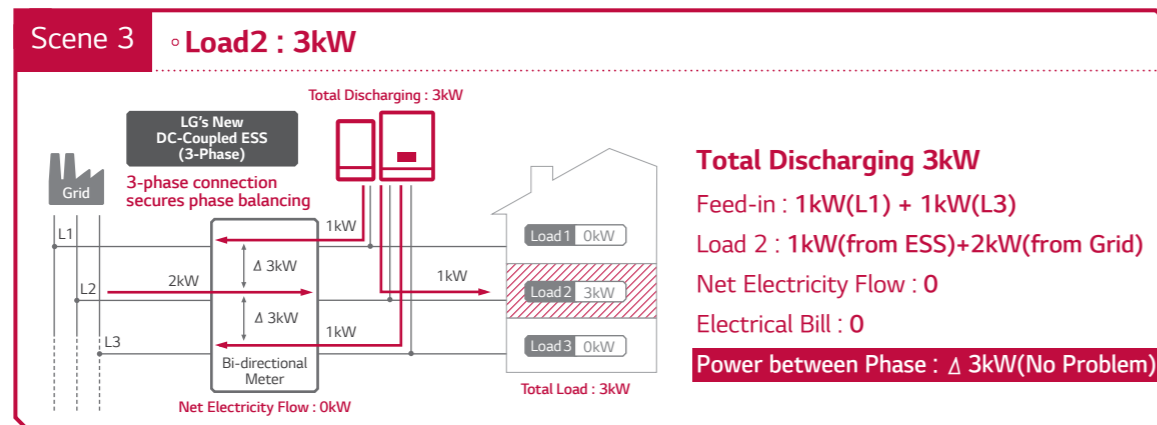 Scene 3
◦Load2 : 3kW
Total Discharging : 3kW
LG's New
DC-Coupled ESS
(3-Phase)
Grid
3-phase connection
secures phase balancing
L1
1kW
Δ 3kW
L2
2kW
1kW
Δ 3kW
L3
1kW
Bi-directional
Meter
Net Electricity Flow : 0kW
Load 1 0kW
Load 2 3kW
Load 3 0kW
Total Load : 3kW
Total Discharging 3kW
Feed-in : 1kW(L1) + 1kW(L3)
Load 2 : 1kW(from ESS)+2kW(from Grid)
Net Electricity Flow : 0
Electrical Bill : 0
Power between Phase : Δ 3kW(No Problem)